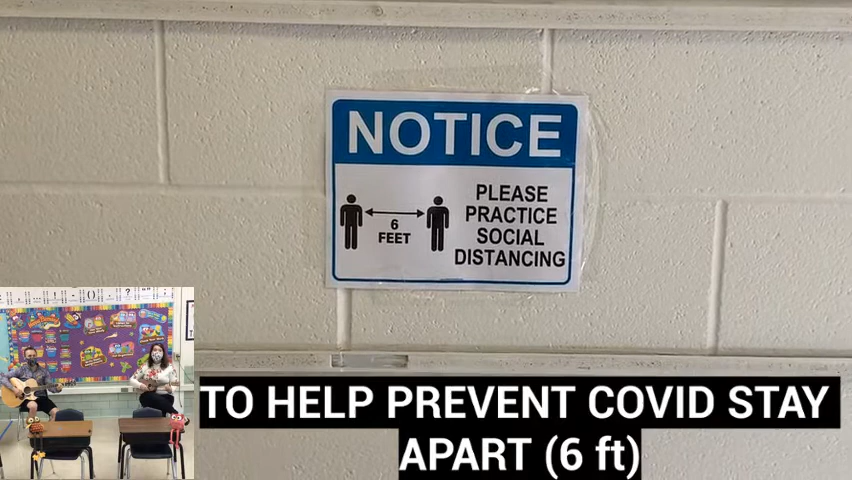 NOTICE
6
FEET
PLEASE
PRACTICE
SOCIAL
DISTANCING
TO HELP PREVENT COVID STAY
APART (6 ft)